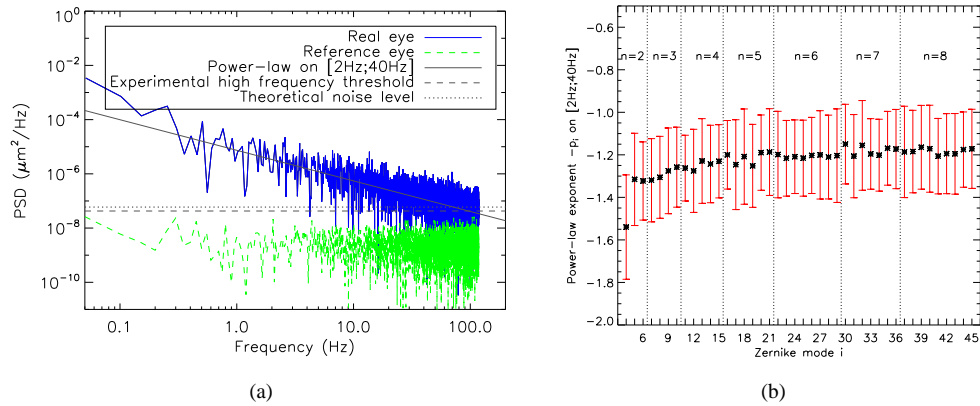 Real eye
Reference eye
Power-law on [2Hz;40Hz]
Experimental high frequency threshold
Theoretical noise level
PSD (μm²/Hz)
10⁰
10⁻²
10⁻⁴
10⁻⁶
10⁻⁸
10⁻¹⁰
0.1 1.0 10.0 100.0
Frequency (Hz)
(a)
Power-law exponent -pᵢ on [2Hz;40Hz]
-0.6
-0.8
-1.0
-1.2
-1.4
-1.6
-1.8
-2.0
n=2 n=3 n=4 n=5 n=6 n=7 n=8
6 9 12 15 18 21 24 27 30 33 36 39 42 45
Zernike mode i
(b)